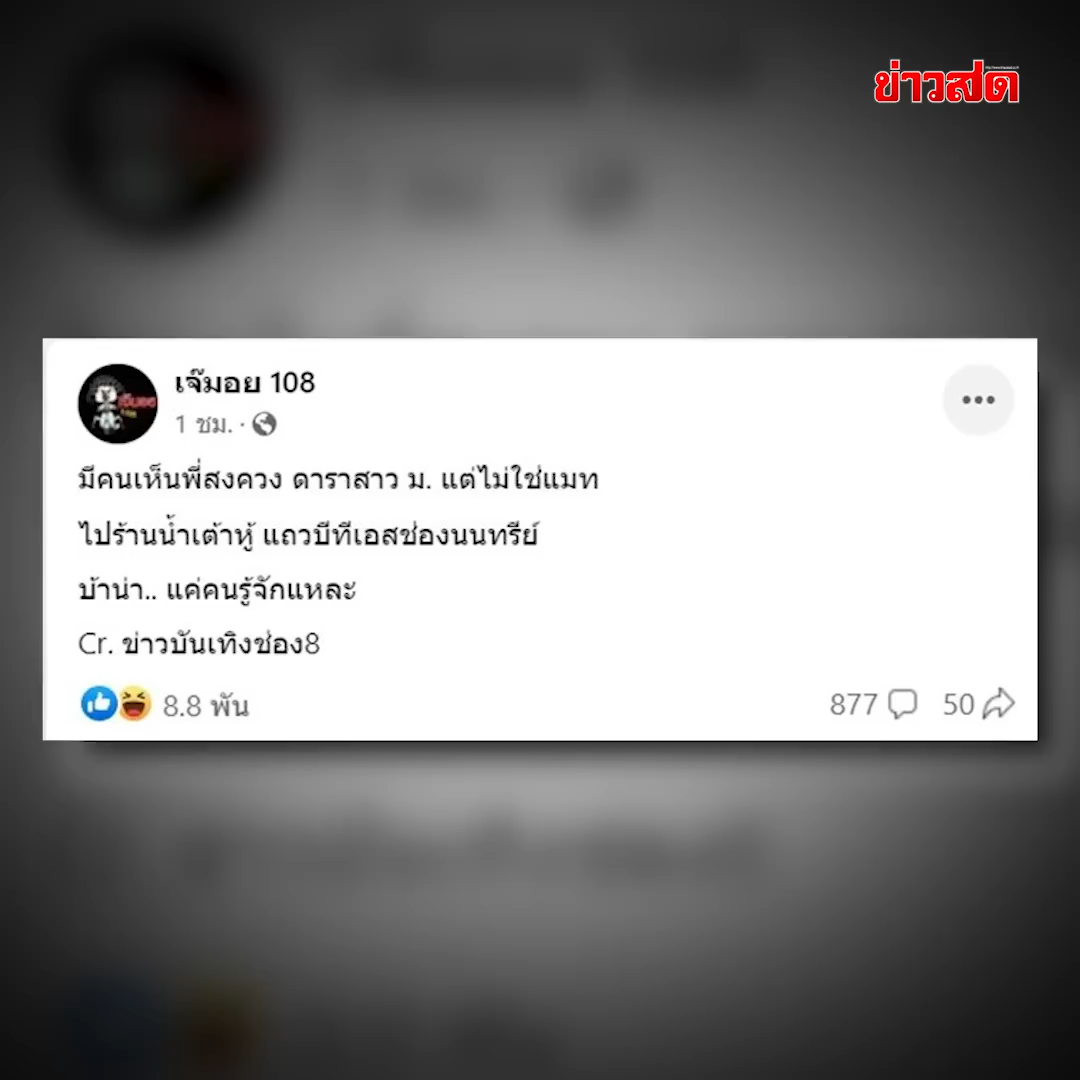 ข่าวสด
เจ๊มอย 108
1 ชม. ·
มีคนเห็นพี่สงควง ดาราสาว ม. แต่ไม่ใช่แมท
ไปร้านน้ำเต้าหู้ แถวบีทีเอสช่องนนทรีย์
บ้าน่า.. แค่คนรู้จักแหละ
Cr. ข่าวบันเทิงช่อง8
8.8 พัน 877 50